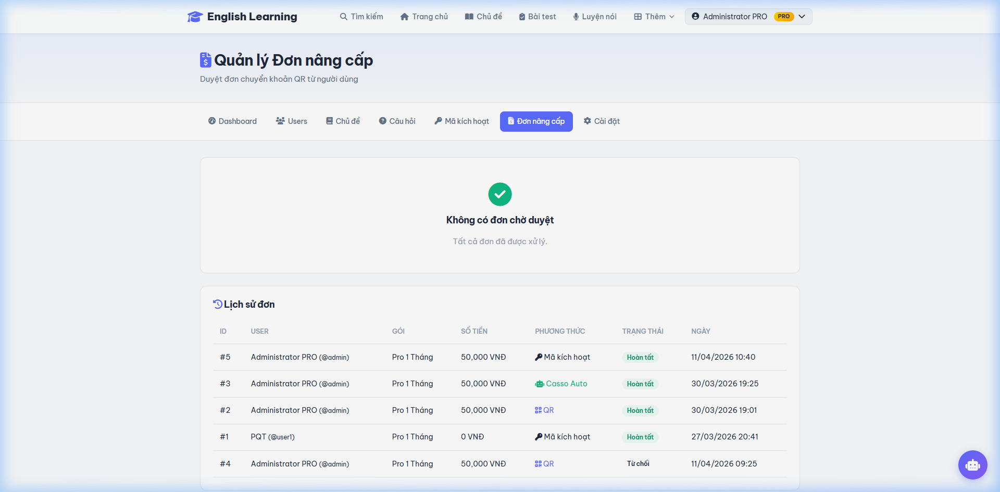 English Learning
Tìm kiếm
Trang chủ
Chủ đề
Bài test
Luyện nói
Thêm
Administrator PRO PRO
Quản lý Đơn nâng cấp
Duyệt đơn chuyển khoản QR từ người dùng
Dashboard
Users
Chủ đề
Câu hỏi
Mã kích hoạt
Đơn nâng cấp
Cài đặt
Không có đơn chờ duyệt
Tất cả đơn đã được xử lý.
Lịch sử đơn
ID USER GÓI SỐ TIỀN PHƯƠNG THỨC TRẠNG THÁI NGÀY
#5 Administrator PRO (@admin) Pro 1 Tháng 50,000 VNĐ Mã kích hoạt Hoàn tất 11/04/2026 10:40
#3 Administrator PRO (@admin) Pro 1 Tháng 50,000 VNĐ Casso Auto Hoàn tất 30/03/2026 19:25
#2 Administrator PRO (@admin) Pro 1 Tháng 50,000 VNĐ QR Hoàn tất 30/03/2026 19:01
#1 PQT (@user1) Pro 1 Tháng 0 VNĐ Mã kích hoạt Hoàn tất 27/03/2026 20:41
#4 Administrator PRO (@admin) Pro 1 Tháng 50,000 VNĐ QR Từ chối 11/04/2026 09:25